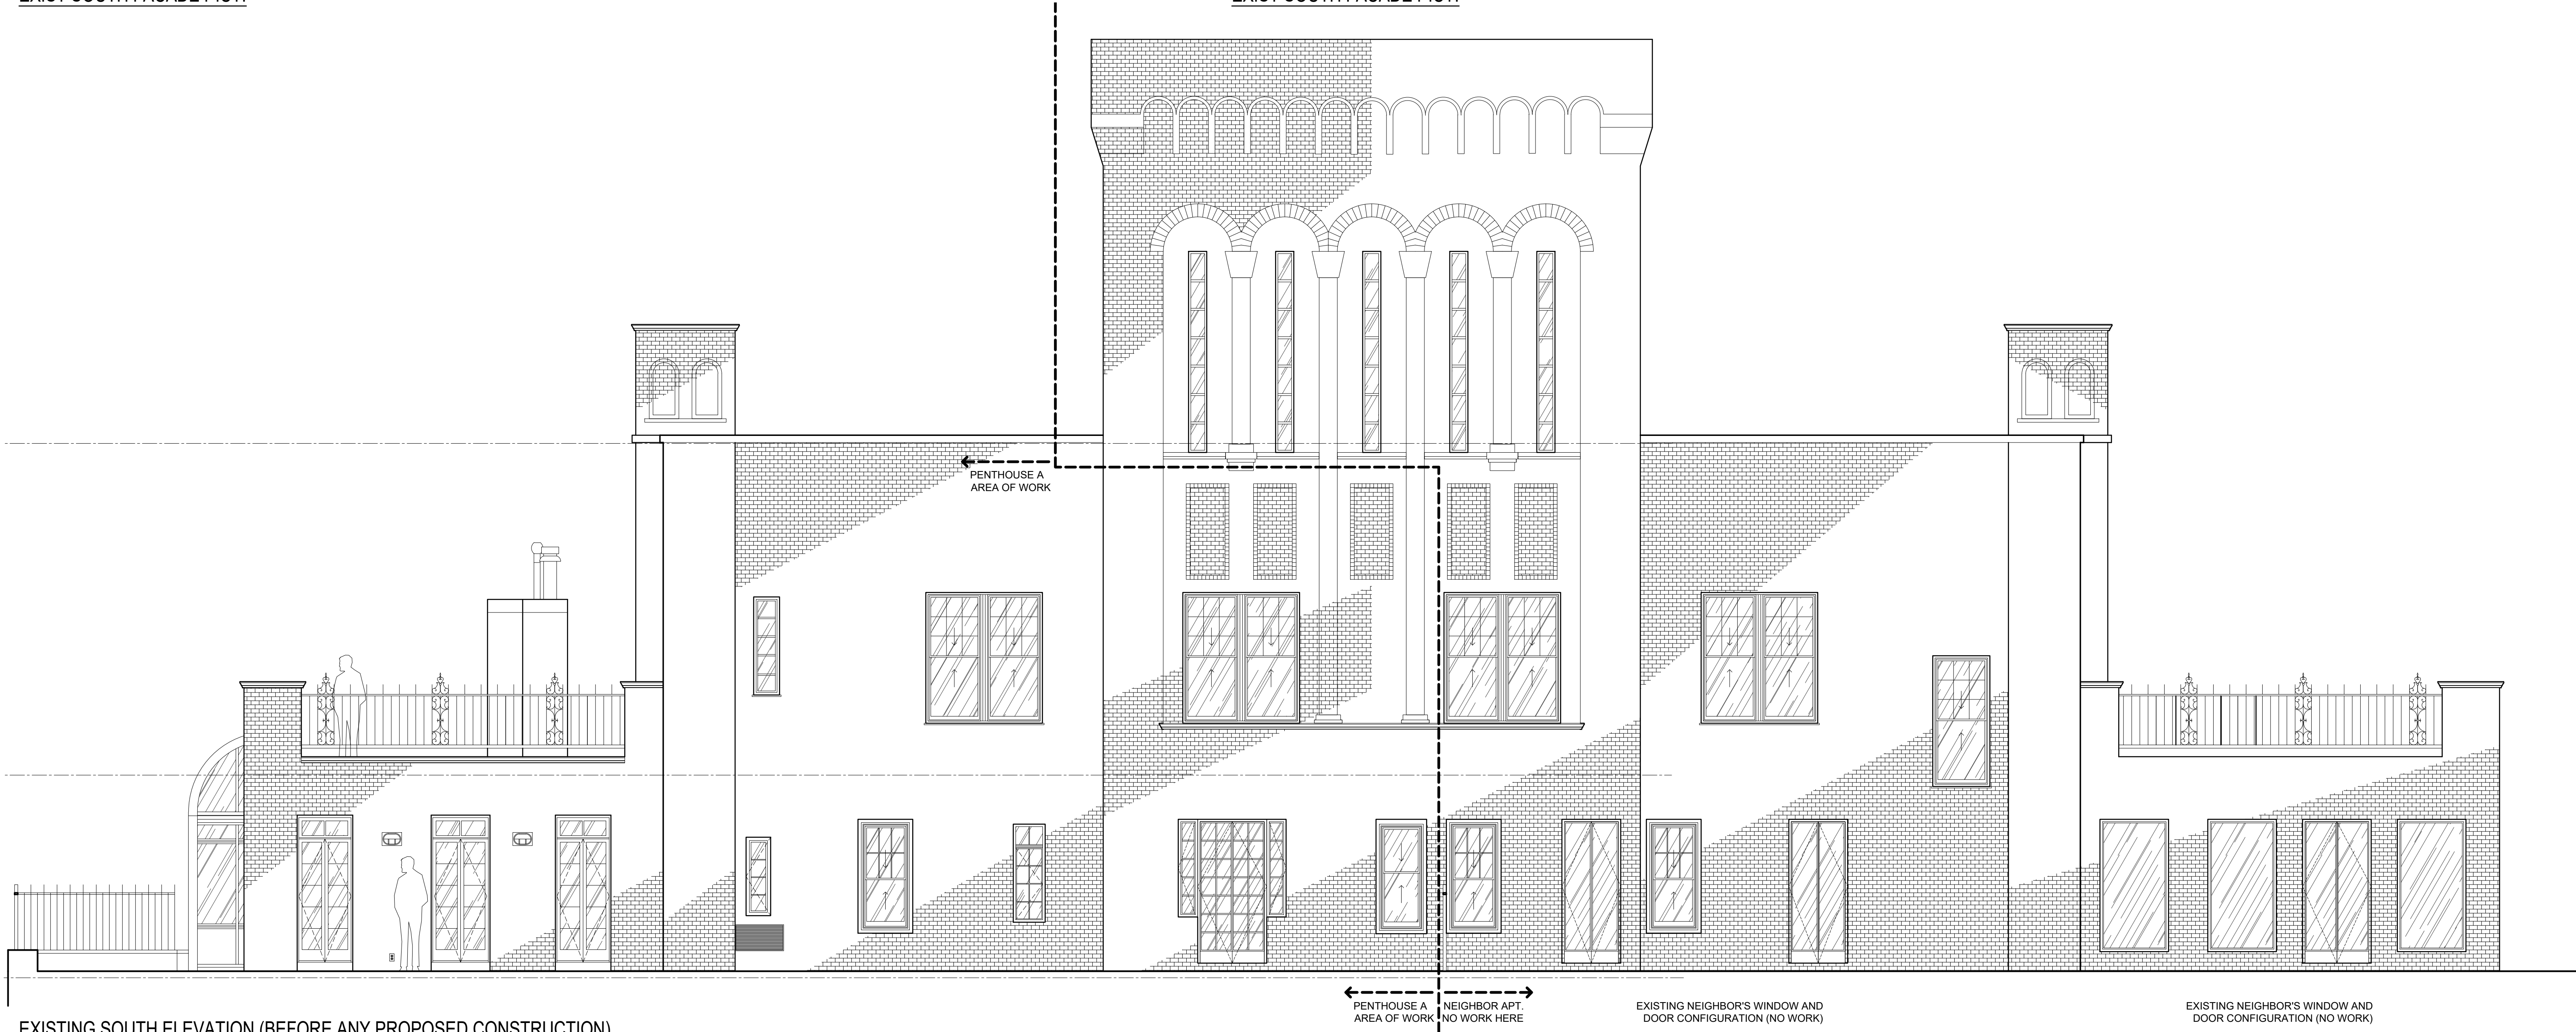 PENTHOUSE A
AREA OF WORK
PENTHOUSE A
AREA OF WORK
NEIGHBOR APT.
NO WORK HERE
EXISTING NEIGHBOR'S WINDOW AND
DOOR CONFIGURATION (NO WORK)
EXISTING NEIGHBOR'S WINDOW AND
DOOR CONFIGURATION (NO WORK)
EXISTING SOUTH ELEVATION (BEFORE ANY PROPOSED CONSTRUCTION)